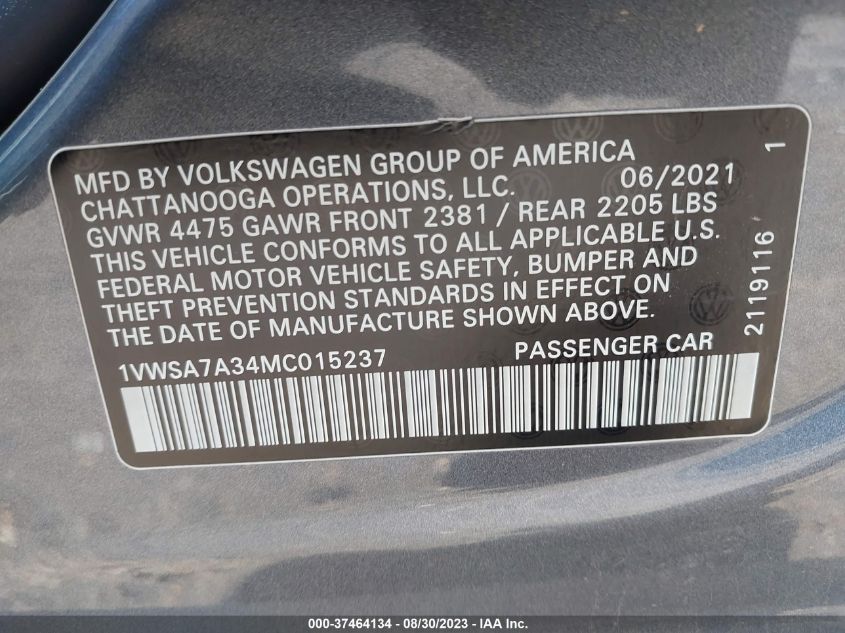 MFD BY VOLKSWAGEN GROUP OF AMERICA
CHATTANOOGA OPERATIONS, LLC. 06/2021 1
GVWR 4475 GAWR FRONT 2381 / REAR 2205 LBS
THIS VEHICLE CONFORMS TO ALL APPLICABLE U.S.
FEDERAL MOTOR VEHICLE SAFETY, BUMPER AND
THEFT PREVENTION STANDARDS IN EFFECT ON
THE DATE OF MANUFACTURE SHOWN ABOVE.
1VWSA7A34MC015237 PASSENGER CAR
2119116
000-37464134 - 08/30/2023 - IAA Inc.